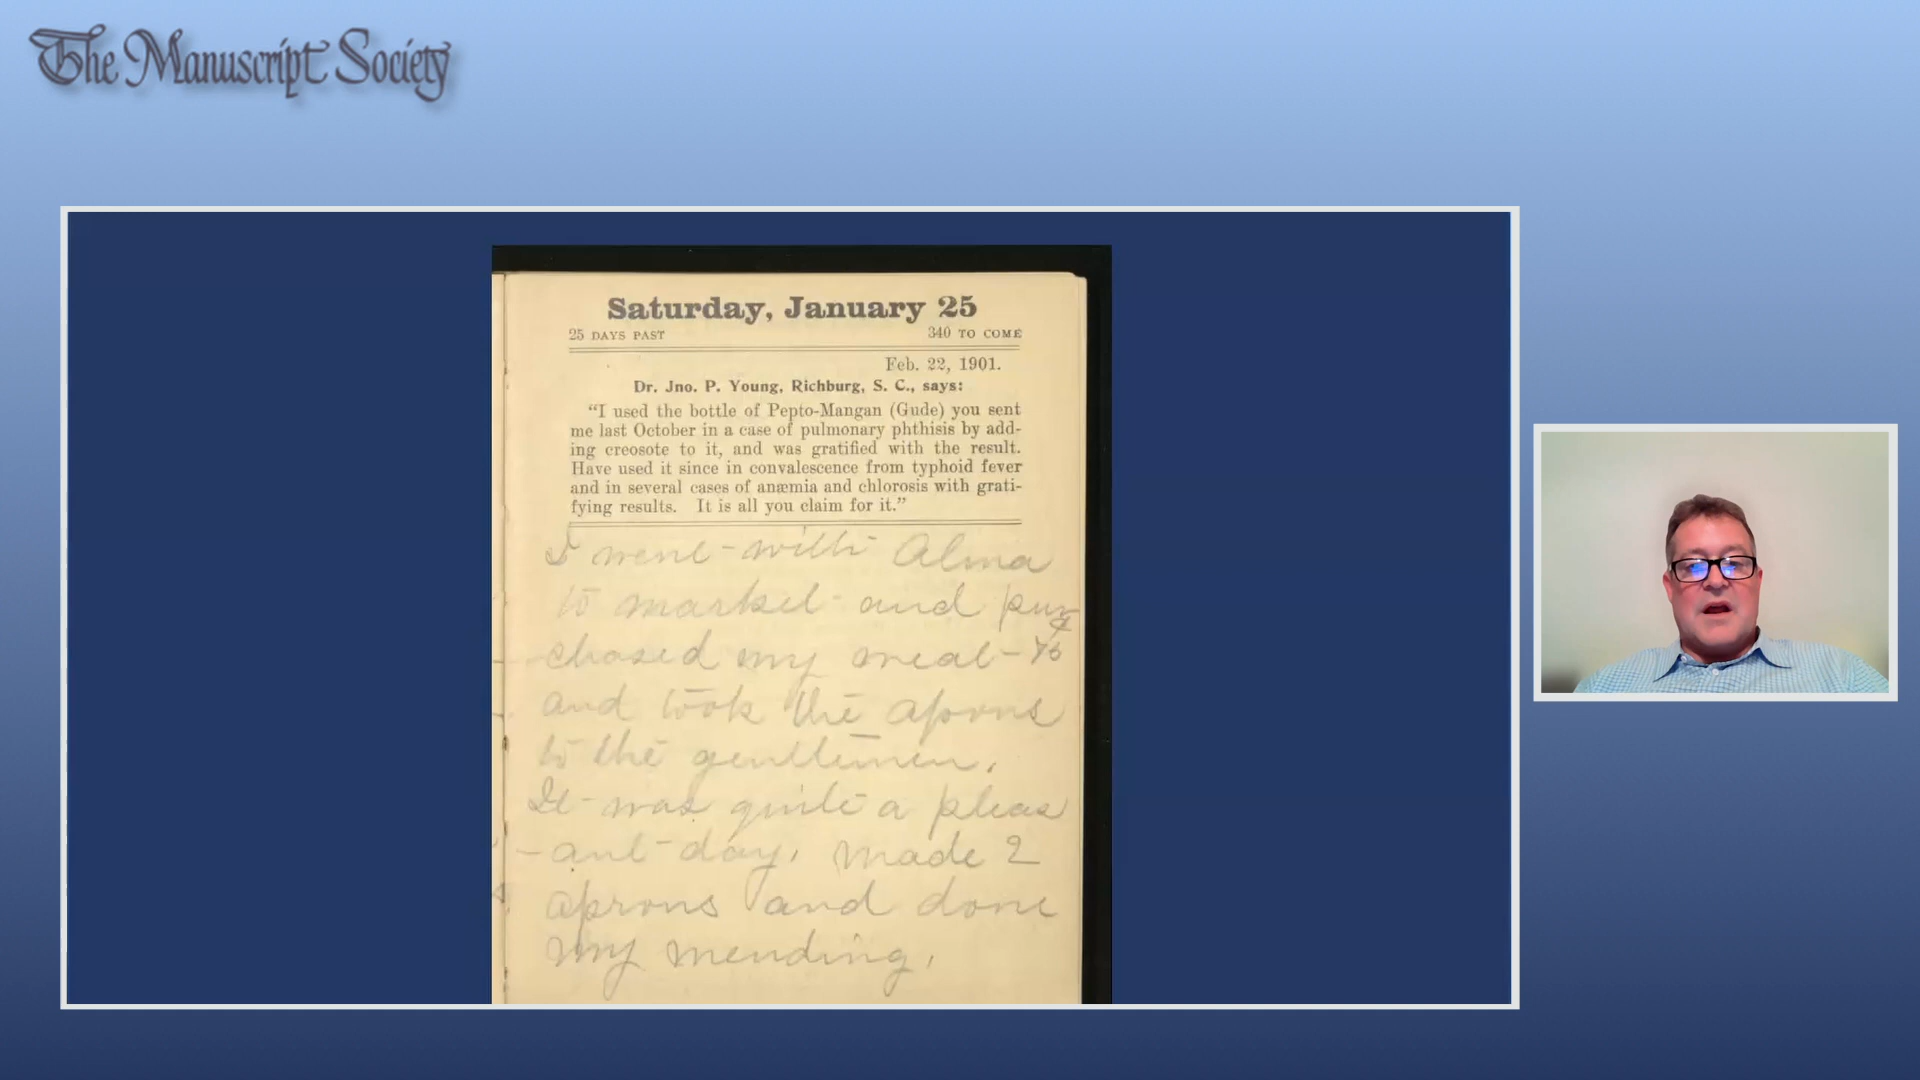 The Manuscript Society
Saturday, January 25
25 DAYS PAST 340 TO COME
Feb. 22, 1901.
Dr. Jno. P. Young, Richburg, S. C., says:
“I used the bottle of Pepto-Mangan (Gude) you sent
me last October in a case of pulmonary phthisis by add-
ing creosote to it, and was gratified with the result.
Have used it since in convalescence from typhoid fever
and in several cases of anæmia and chlorosis with grati-
fying results. It is all you claim for it.”
I went with Alma
to market and pur
-chased my meat-
and took the aprons
to the gentlemen.
It was quite a pleas
-ant day, made 2
aprons and done
my mending,